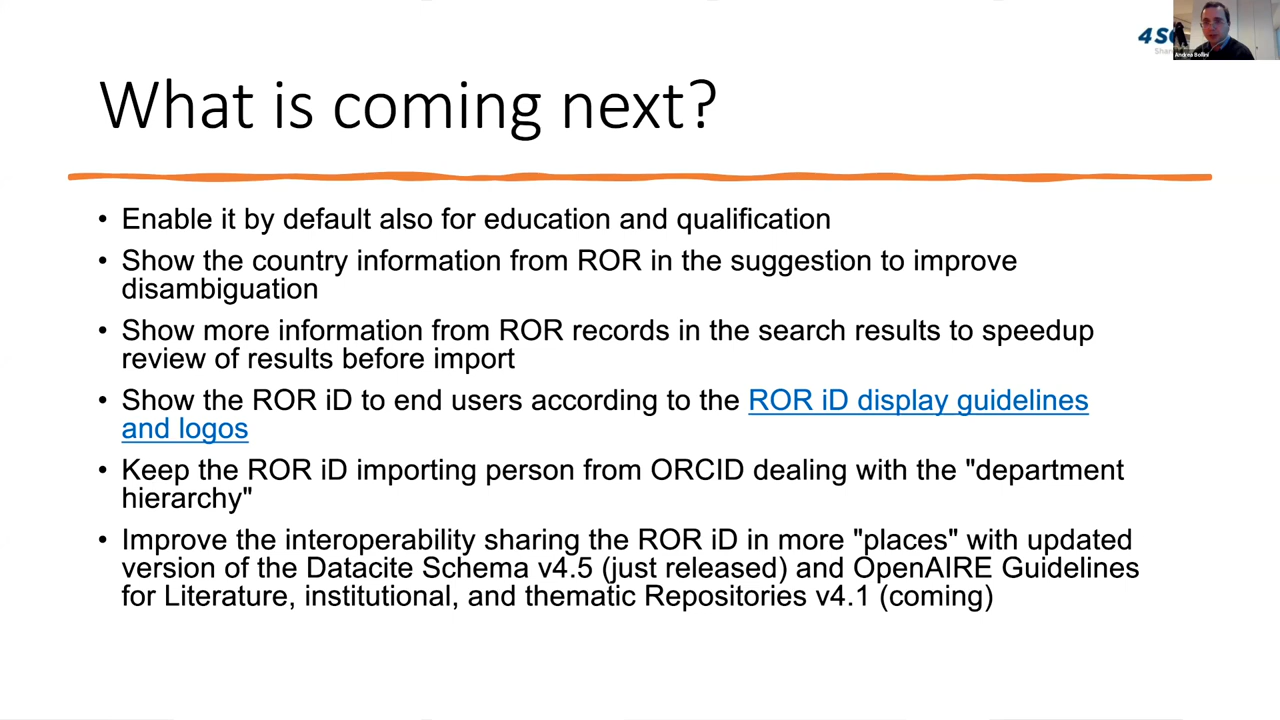 What is coming next?
4S
Andrea Bollini
• Enable it by default also for education and qualification
• Show the country information from ROR in the suggestion to improve
disambiguation
• Show more information from ROR records in the search results to speedup
review of results before import
• Show the ROR iD to end users according to the ROR iD display guidelines
and logos
• Keep the ROR iD importing person from ORCID dealing with the "department
hierarchy"
• Improve the interoperability sharing the ROR iD in more "places" with updated
version of the Datacite Schema v4.5 (just released) and OpenAIRE Guidelines
for Literature, institutional, and thematic Repositories v4.1 (coming)